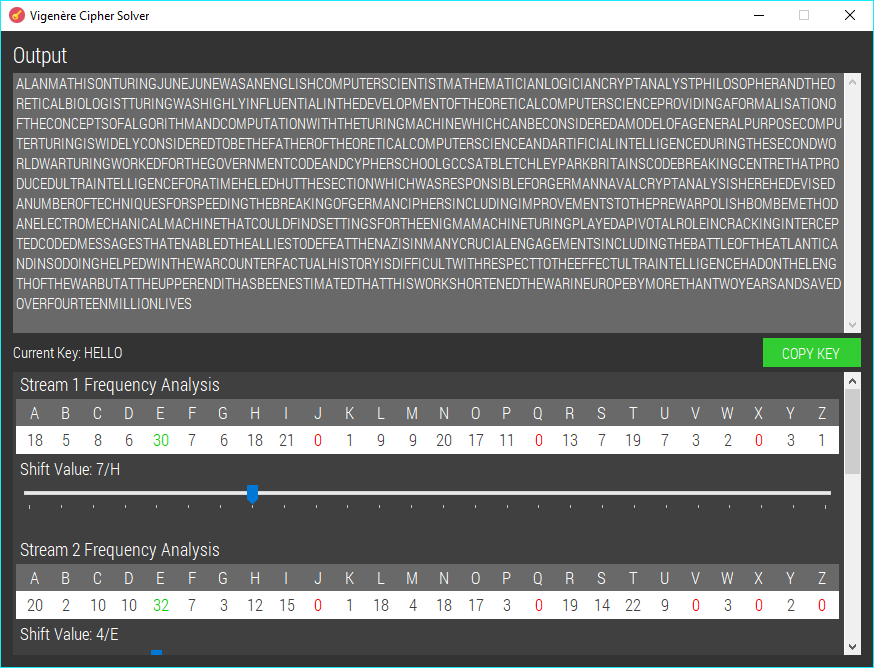 Vigenère Cipher Solver
Output
ALANMATHISONTURINGJUNEJUNEWASANENGLISHCOMPUTERSCIENTISTMATHEMATICIANLOGICIANCRYPTANALYSTPHILOSOPHERANDTHEO
RETICALBIOLOGISTTURINGWASHIGHLYINFLUENTIALINTHEDEVELOPMENTOFTHEORETICALCOMPUTERSCIENCEPROVIDINGAFORMALISATIONO
FTHECONCEPTSOFALGORITHMANDCOMPUTATIONWITHTHETURINGMACHINEWHICHCANBECONSIDEREDAMODELOFAGENERALPURPOSECOMPU
TERTURINGISWIDELYCONSIDEREDTOBETHEFATHEROFTHEORETICALCOMPUTERSCIENCEANDARTIFICIALINTELLIGENCEDURINGTHESECONDWO
RLDWARTURINGWORKEDFORTHEGOVERNMENTCODEANDCYPHERSCHOOLGCCSATBLETCHLEYPARKBRITAINSCODEBREAKINGCENTRETHATPRO
DUCEDULTRAINTELLIGENCEFORATIMEHELEDHUTTHESECTIONWHICHWASRESPONSIBLEFORGERMANNAVALCRYPTANALYSISHEREHEDEVISED
ANUMBEROFTECHNIQUESFORSPEEDINGTHEBREAKINGOFGERMANCIPHERSINCLUDINGIMPROVEMENTSTOTHEPREWARPOLISHBOMBEMETHOD
ANELECTROMECHANICALMACHINETHATCOULDFINDSETTINGSFORTHEENIGMAMACHINETURINGPLAYEDAPIVOTALROLEINCRACKINGINTERCEP
TEDCODEDMESSAGESTHATENABLEDTHEALLIESTODEFEATTHENAZISINMANYCRUCIALENGAGEMENTSINCLUDINGTHEBATTLEOFTHEATLANTICA
NDINSODOINGHELPEDWINTHEWARCOUNTERFACTUALHISTORYISDIFFICULTWITHRESPECTTOTHEEFFECTULTRAINTELLIGENCEHADONTHELENG
THOFTHEWARBUTATTHEUPPERENDITHASBEENESTIMATEDTHATTHISWORKSHORTENEDTHEWARINEUROPEBYMORETHANTWOYEARSANDSAVED
OVERFOURTEENMILLIONLIVES
Current Key: HELLO
COPY KEY
Stream 1 Frequency Analysis
A B C D E F G H I J K L M N O P Q R S T U V W X Y Z
18 5 8 6 30 7 6 18 21 0 1 9 9 20 17 11 0 13 7 19 7 3 2 0 3 1
Shift Value: 7/H
Stream 2 Frequency Analysis
A B C D E F G H I J K L M N O P Q R S T U V W X Y Z
20 2 10 10 32 7 3 12 15 0 1 18 4 18 17 3 0 19 14 22 9 0 3 0 2 0
Shift Value: 4/E